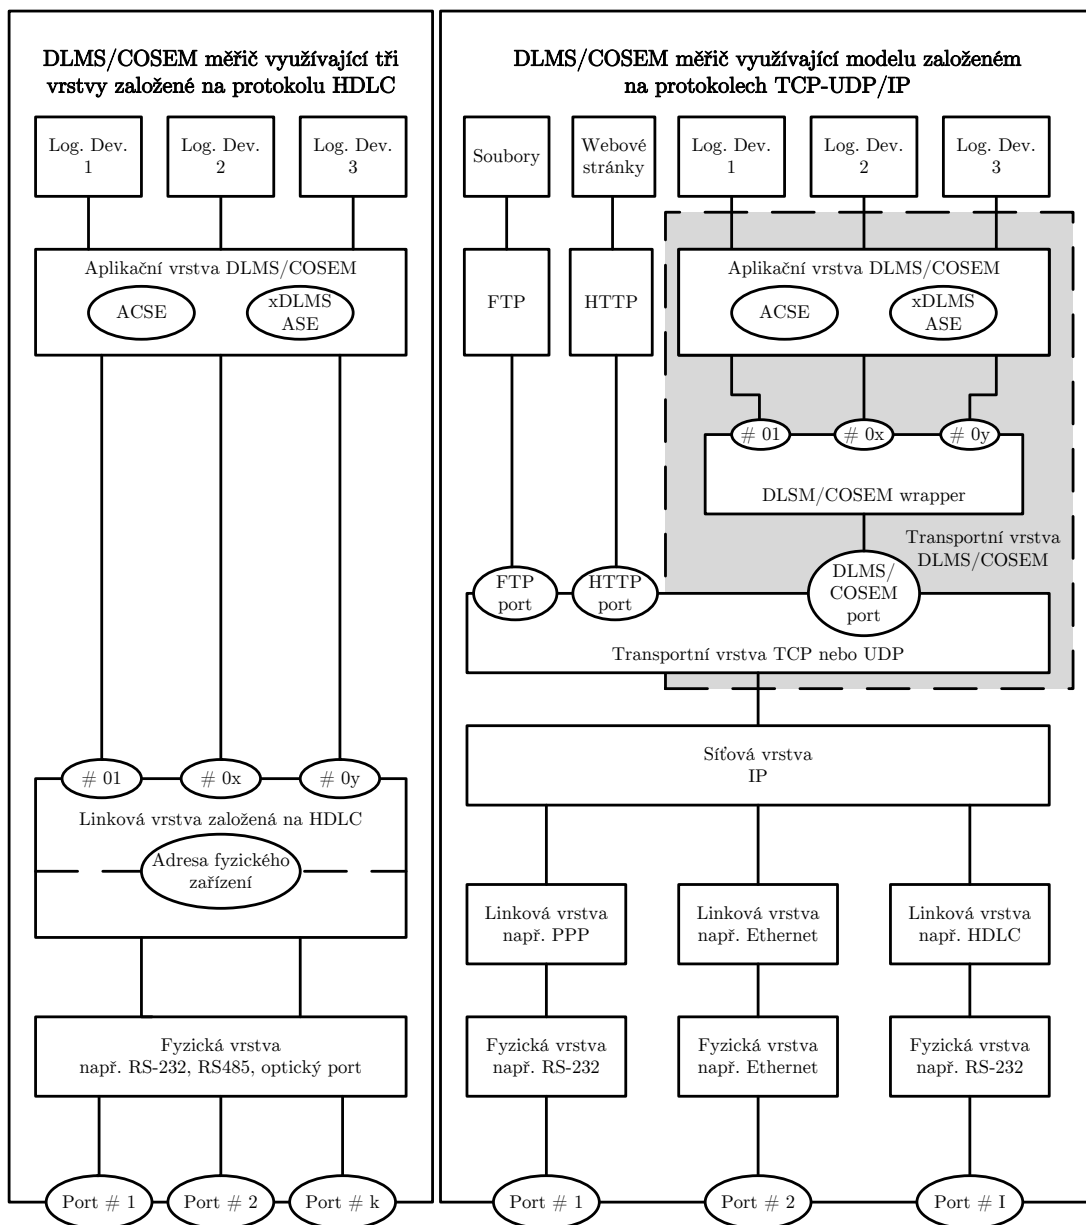 DLMS/COSEM měřič využívající tři
vrstvy založené na protokolu HDLC
Log. Dev.
1
Log. Dev.
2
Log. Dev.
3
Aplikační vrstva DLMS/COSEM
ACSE
xDLMS
ASE
# 01
# 0x
# 0y
Linková vrstva založená na HDLC
Adresa fyzického
zařízení
Fyzická vrstva
např. RS-232, RS485, optický port
Port # 1
Port # 2
Port # k
DLMS/COSEM měřič využívající modelu založeném
na protokolech TCP-UDP/IP
Soubory
Webové
stránky
Log. Dev.
1
Log. Dev.
2
Log. Dev.
3
FTP
HTTP
Aplikační vrstva DLMS/COSEM
ACSE
xDLMS
ASE
# 01
# 0x
# 0y
DLSM/COSEM wrapper
Transportní vrstva
DLMS/COSEM
FTP
port
HTTP
port
DLMS/
COSEM
port
Transportní vrstva TCP nebo UDP
Síťová vrstva
IP
Linková vrstva
např. PPP
Linková vrstva
např. Ethernet
Linková vrstva
např. HDLC
Fyzická vrstva
např. RS-232
Fyzická vrstva
např. Ethernet
Fyzická vrstva
např. RS-232
Port # 1
Port # 2
Port # I